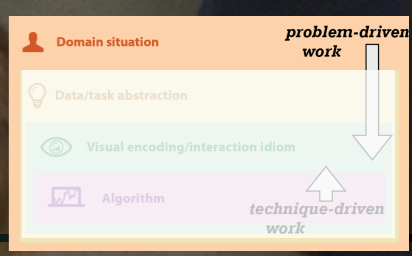 Domain situation
problem-driven
work
Data/task abstraction
Visual encoding/interaction idiom
Algorithm
technique-driven
work